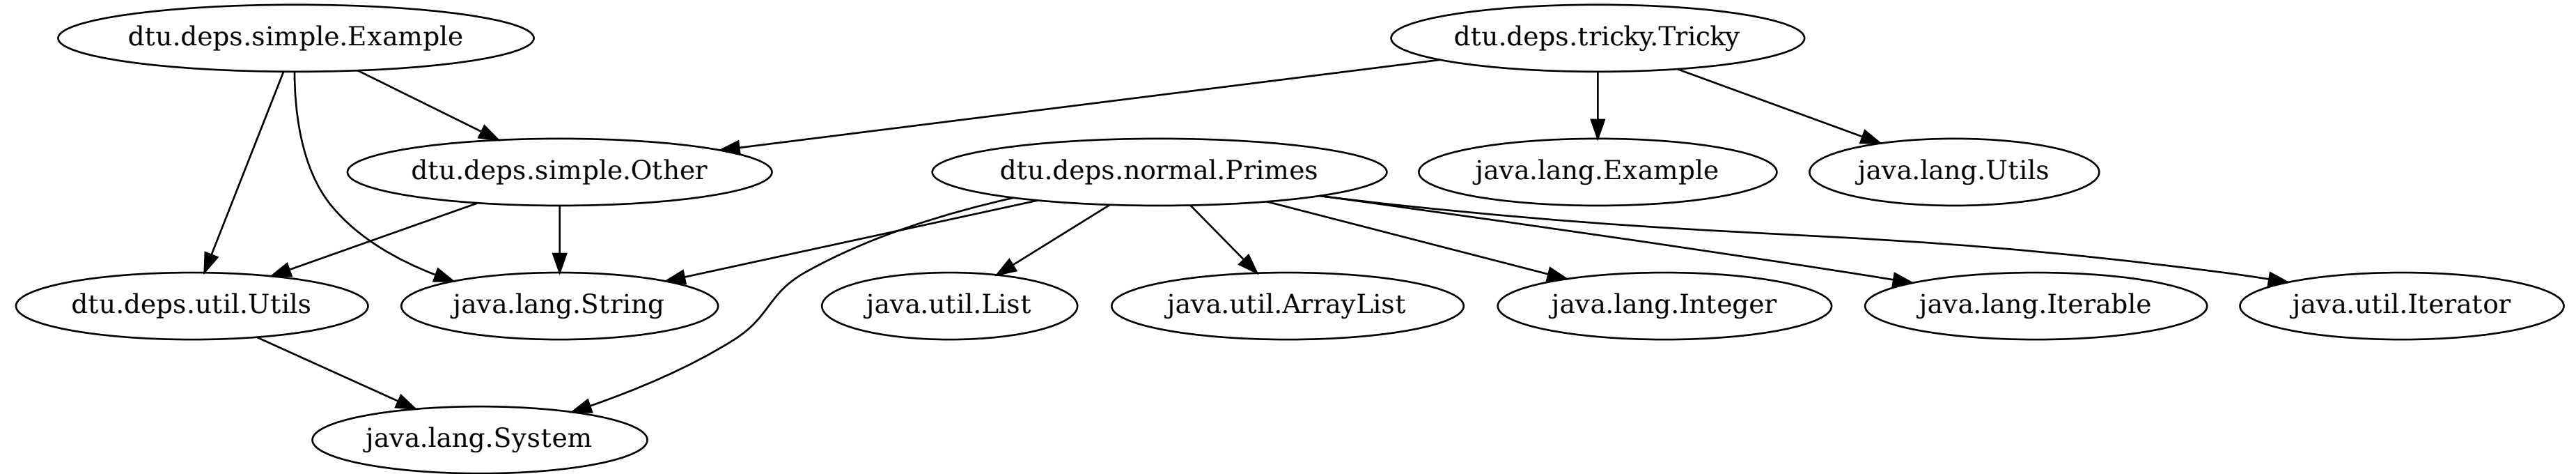 dtu.deps.simple.Example
dtu.deps.tricky.Tricky
dtu.deps.simple.Other
dtu.deps.normal.Primes
java.lang.Example
java.lang.Utils
dtu.deps.util.Utils
java.lang.String
java.util.List
java.util.ArrayList
java.lang.Integer
java.lang.Iterable
java.util.Iterator
java.lang.System